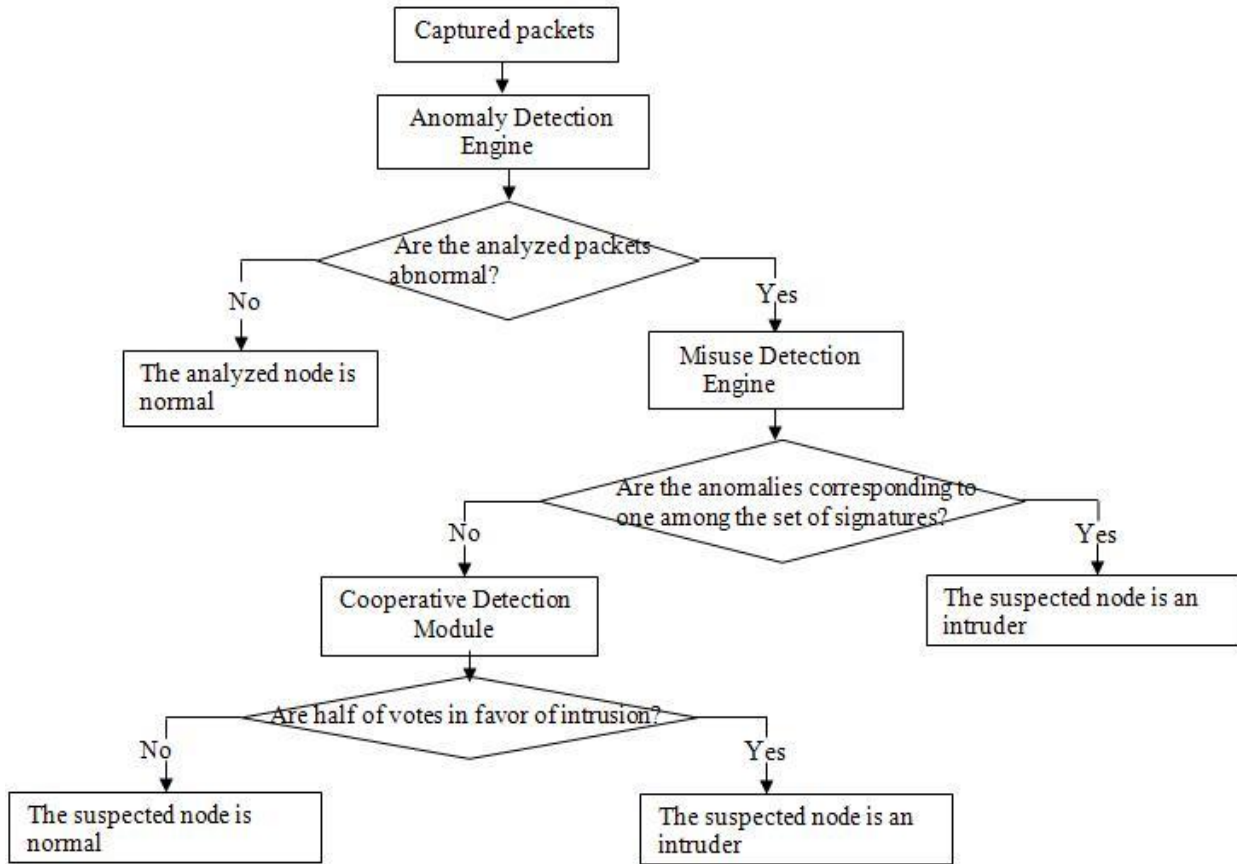 Captured packets
Anomaly Detection
Engine
Are the analyzed packets
abnormal?
No
Yes
The analyzed node is
normal
Misuse Detection
Engine
Are the anomalies corresponding to
one among the set of signatures?
No
Yes
Cooperative Detection
Module
The suspected node is an
intruder
Are half of votes in favor of intrusion?
No
Yes
The suspected node is
normal
The suspected node is an
intruder